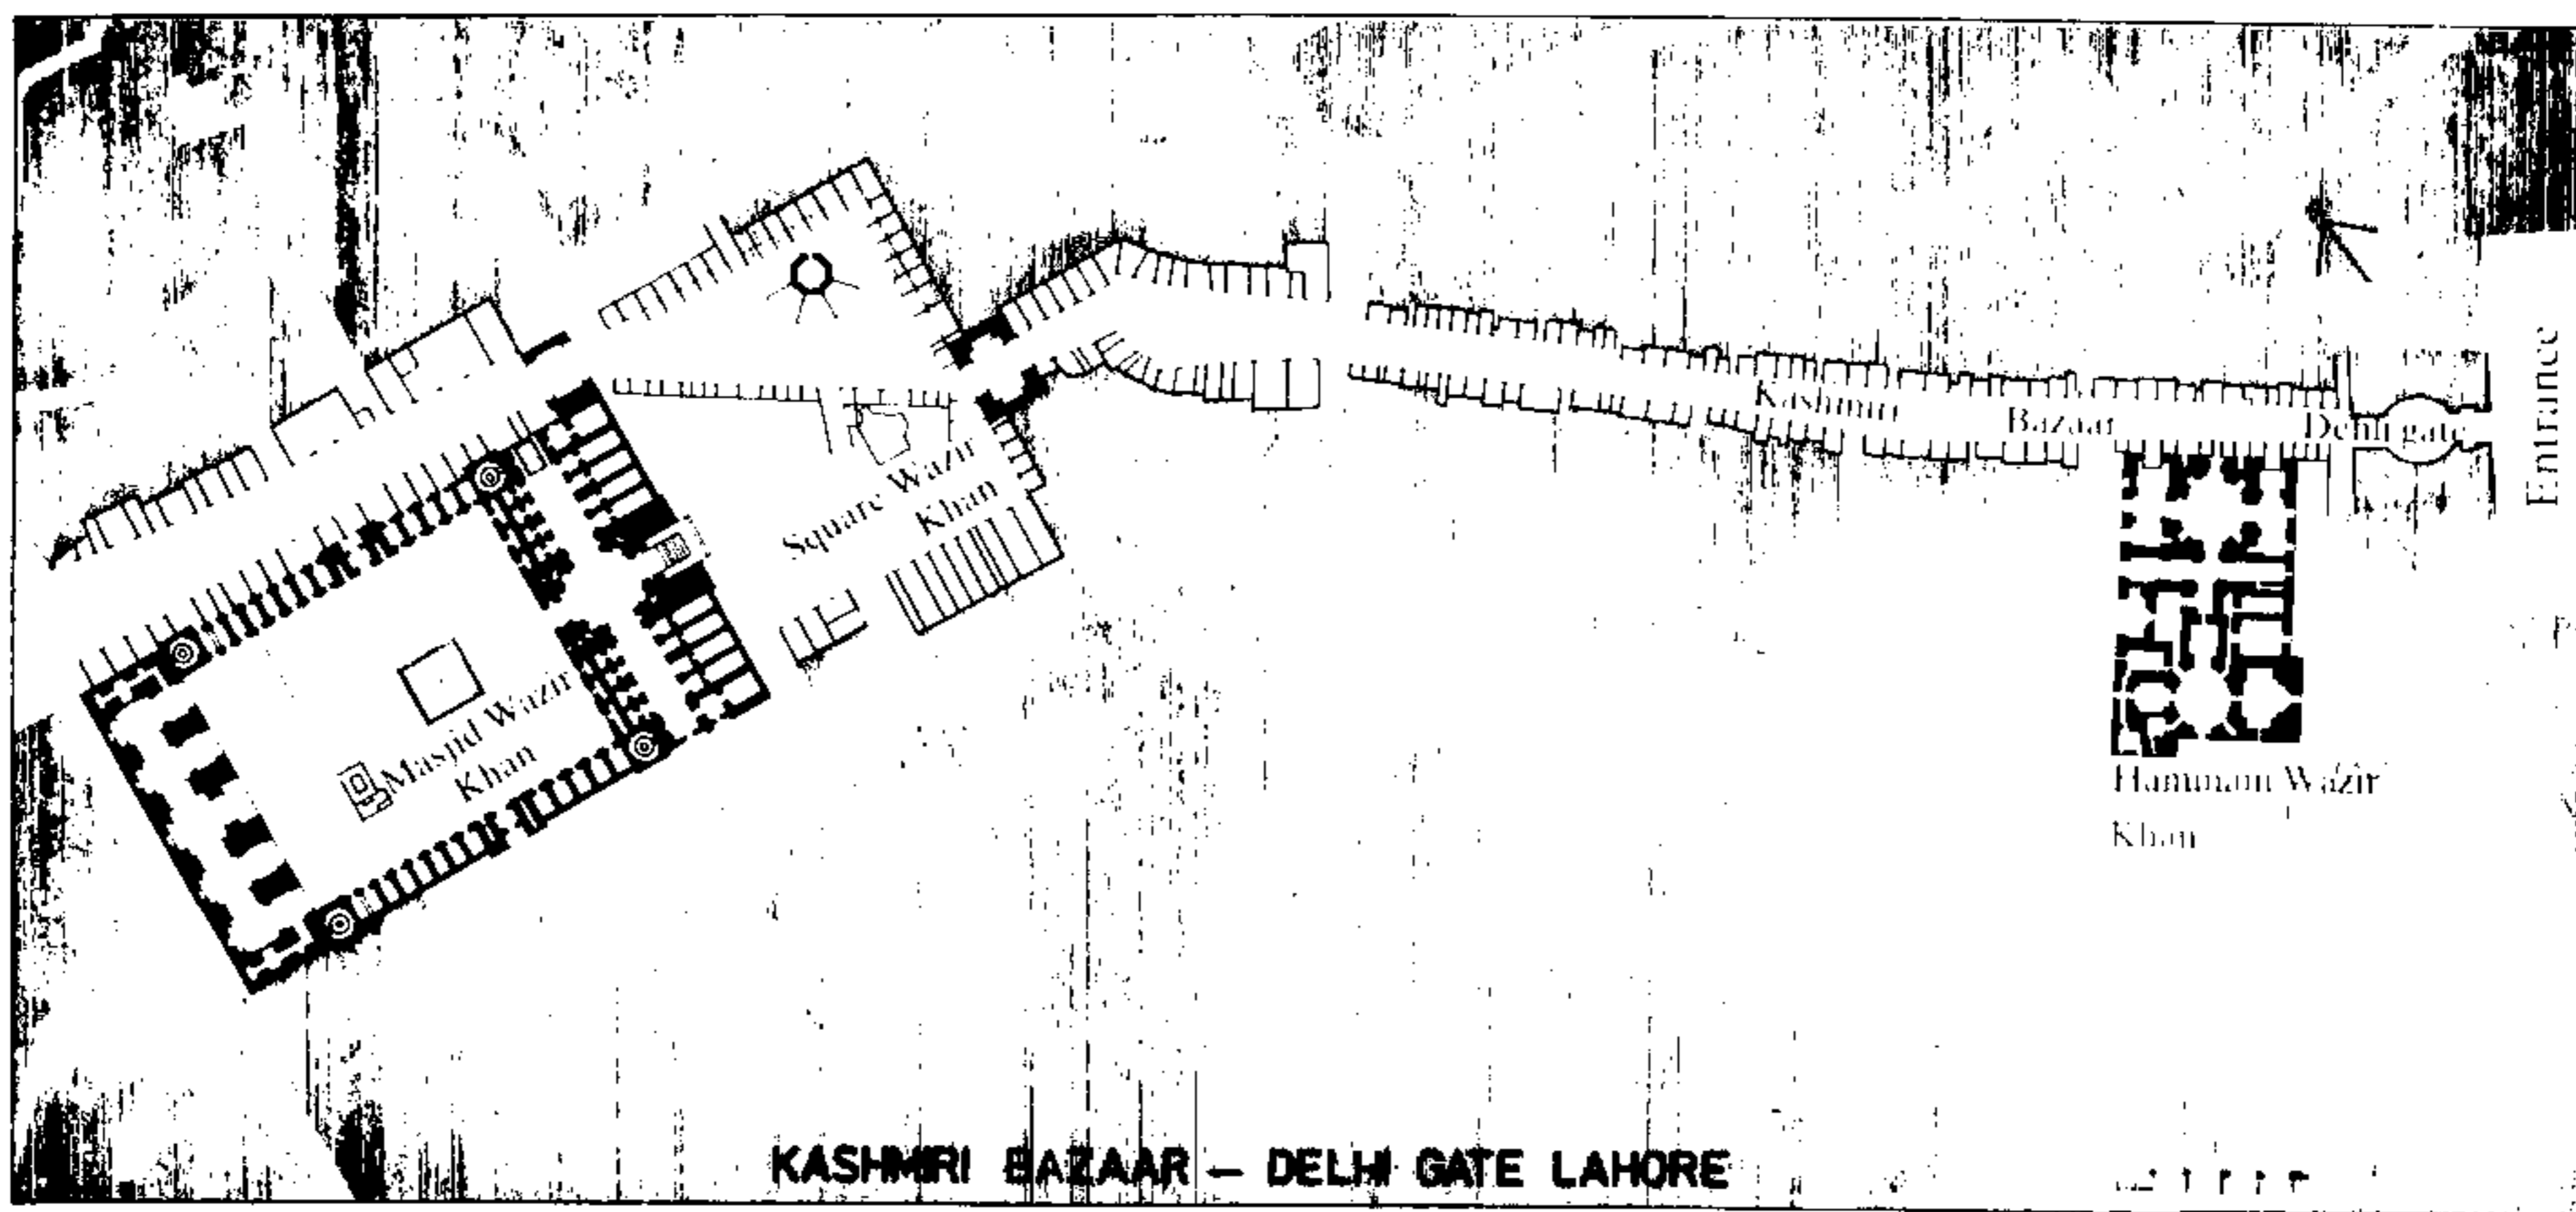 Kashmiri
Bazaar
Delhi gate
Entrance
Square Wazir
Khan
Masjid Wazir
Khan
Hammam Wazir
Khan
KASHMIRI BAZAAR – DELHI GATE LAHORE